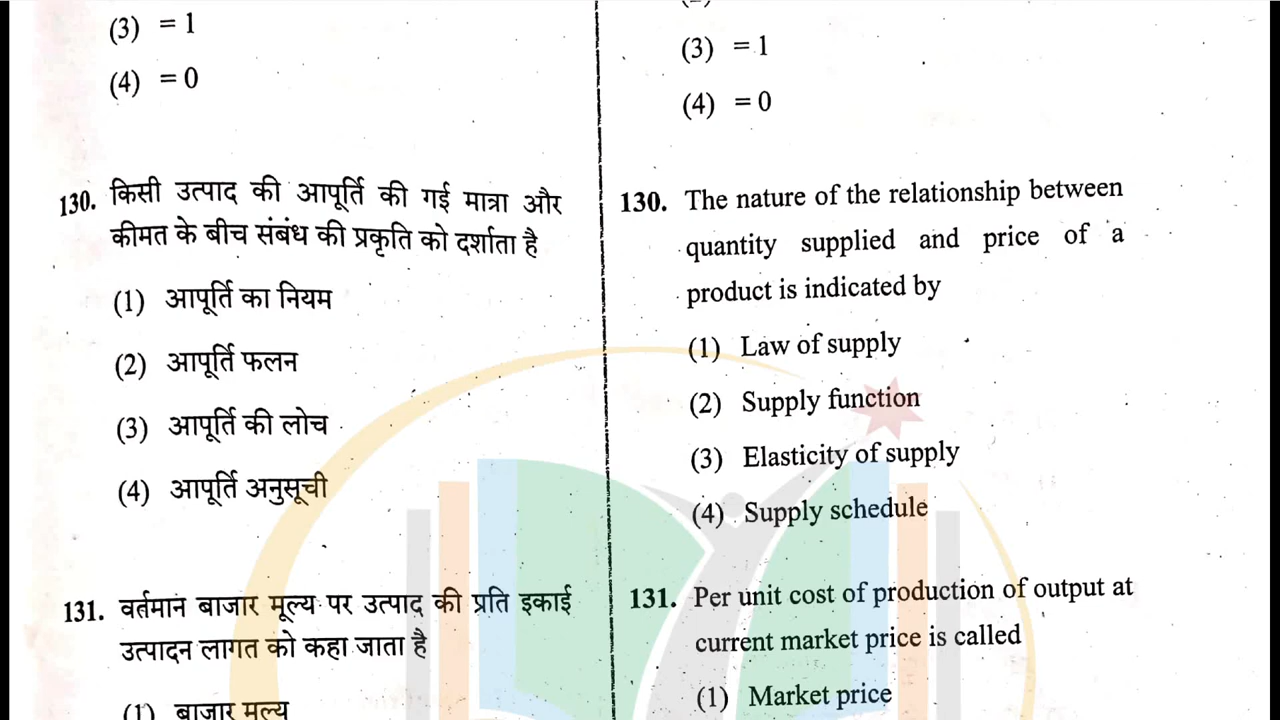 (3) = 1
(4) = 0
130. किसी उत्पाद की आपूर्ति की गई मात्रा और
कीमत के बीच संबंध की प्रकृति को दर्शाता है
(1) आपूर्ति का नियम
(2) आपूर्ति फलन
(3) आपूर्ति की लोच
(4) आपूर्ति अनुसूची
131. वर्तमान बाजार मूल्य पर उत्पाद की प्रति इकाई
उत्पादन लागत को कहा जाता है
(1) बाजार मूल्य
(3) = 1
(4) = 0
130. The nature of the relationship between
quantity supplied and price of a
product is indicated by
(1) Law of supply
(2) Supply function
(3) Elasticity of supply
(4) Supply schedule
131. Per unit cost of production of output at
current market price is called
(1) Market price